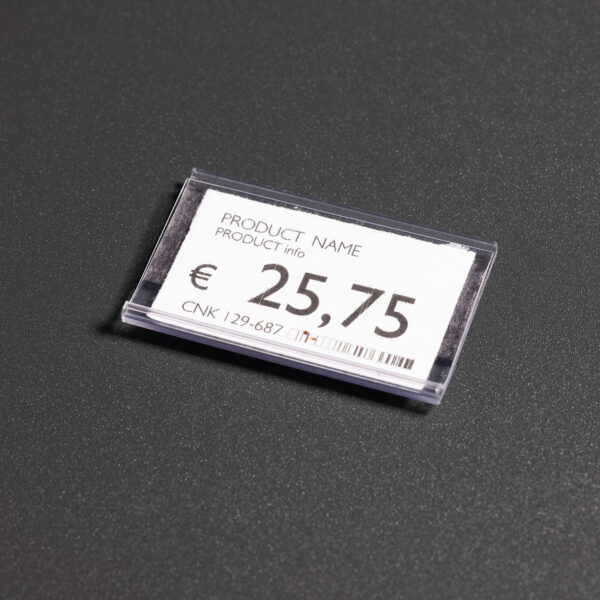 PRODUCT NAME
PRODUCT info
€ 25,75
CNK 129-687